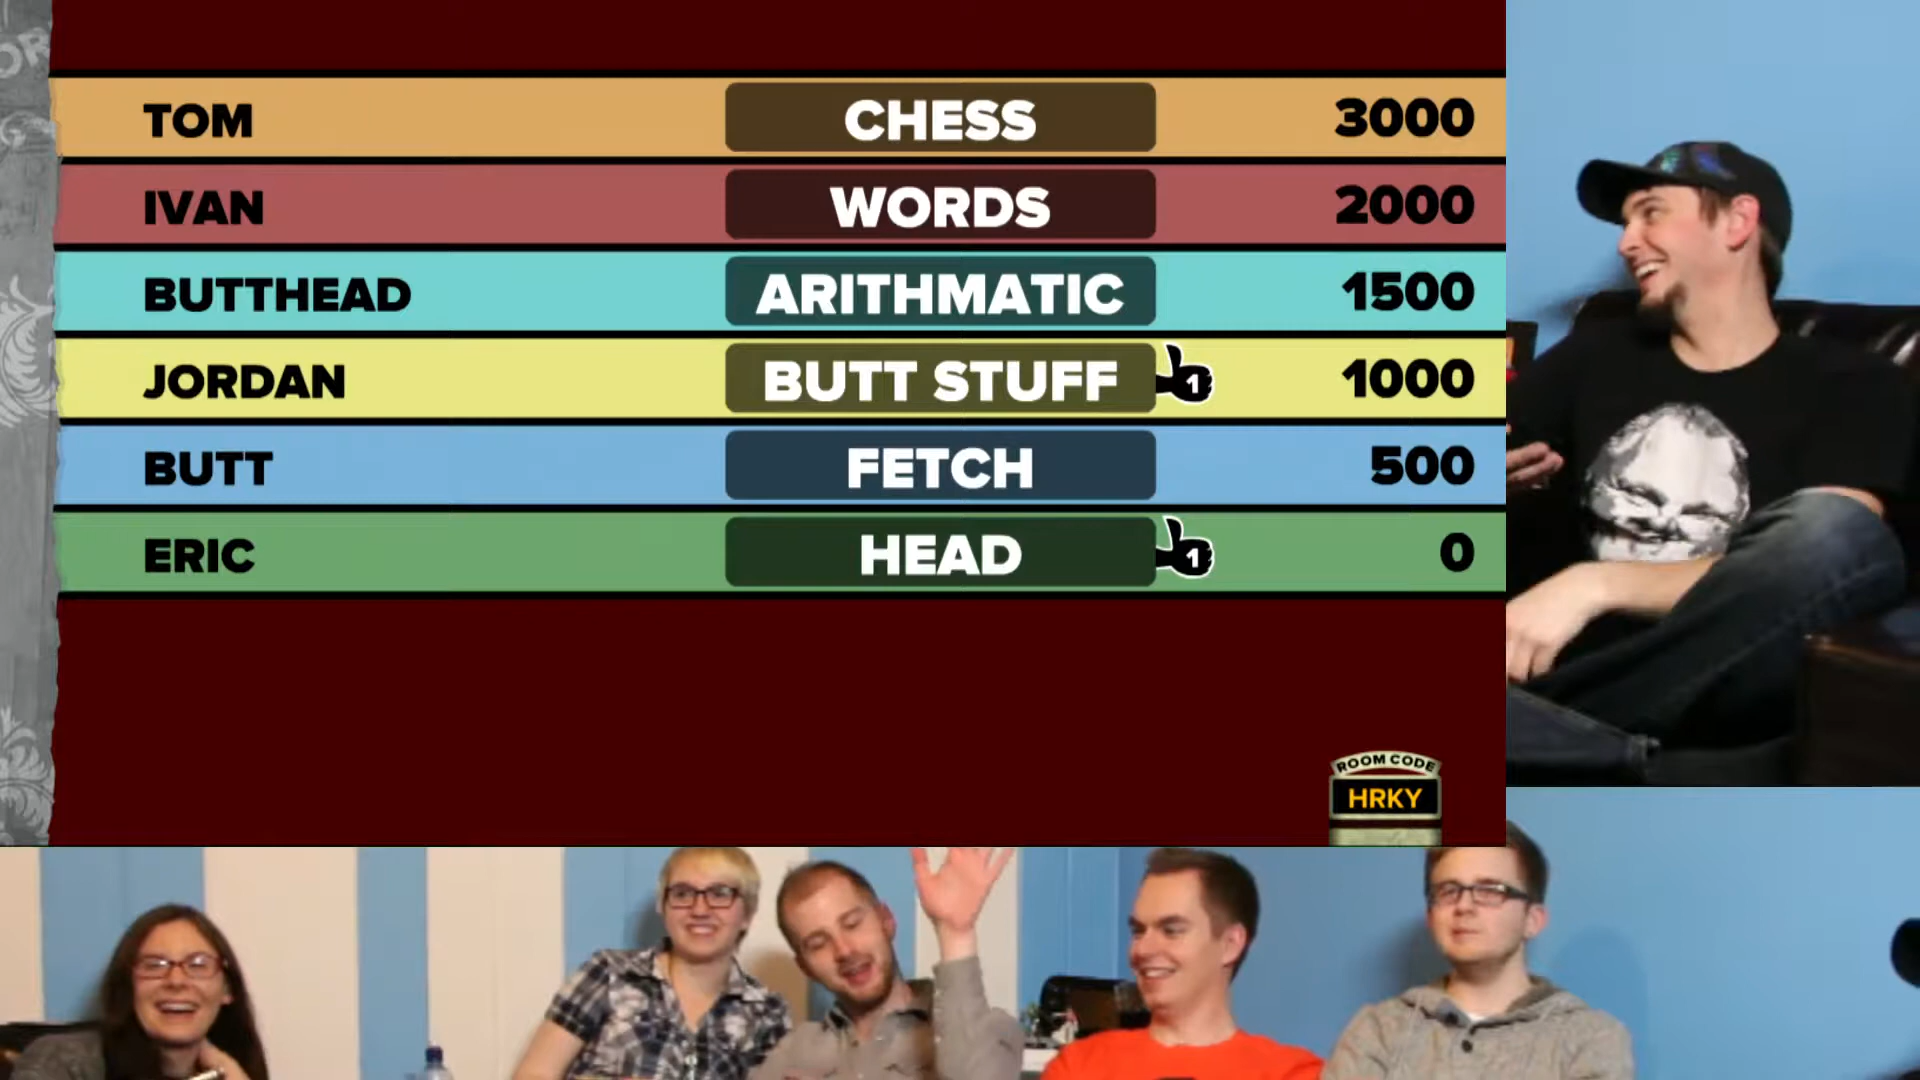 TOM CHESS 3000
IVAN WORDS 2000
BUTTHEAD ARITHMATIC 1500
JORDAN BUTT STUFF 1 1000
BUTT FETCH 500
ERIC HEAD 1 0
ROOM CODE
HRKY